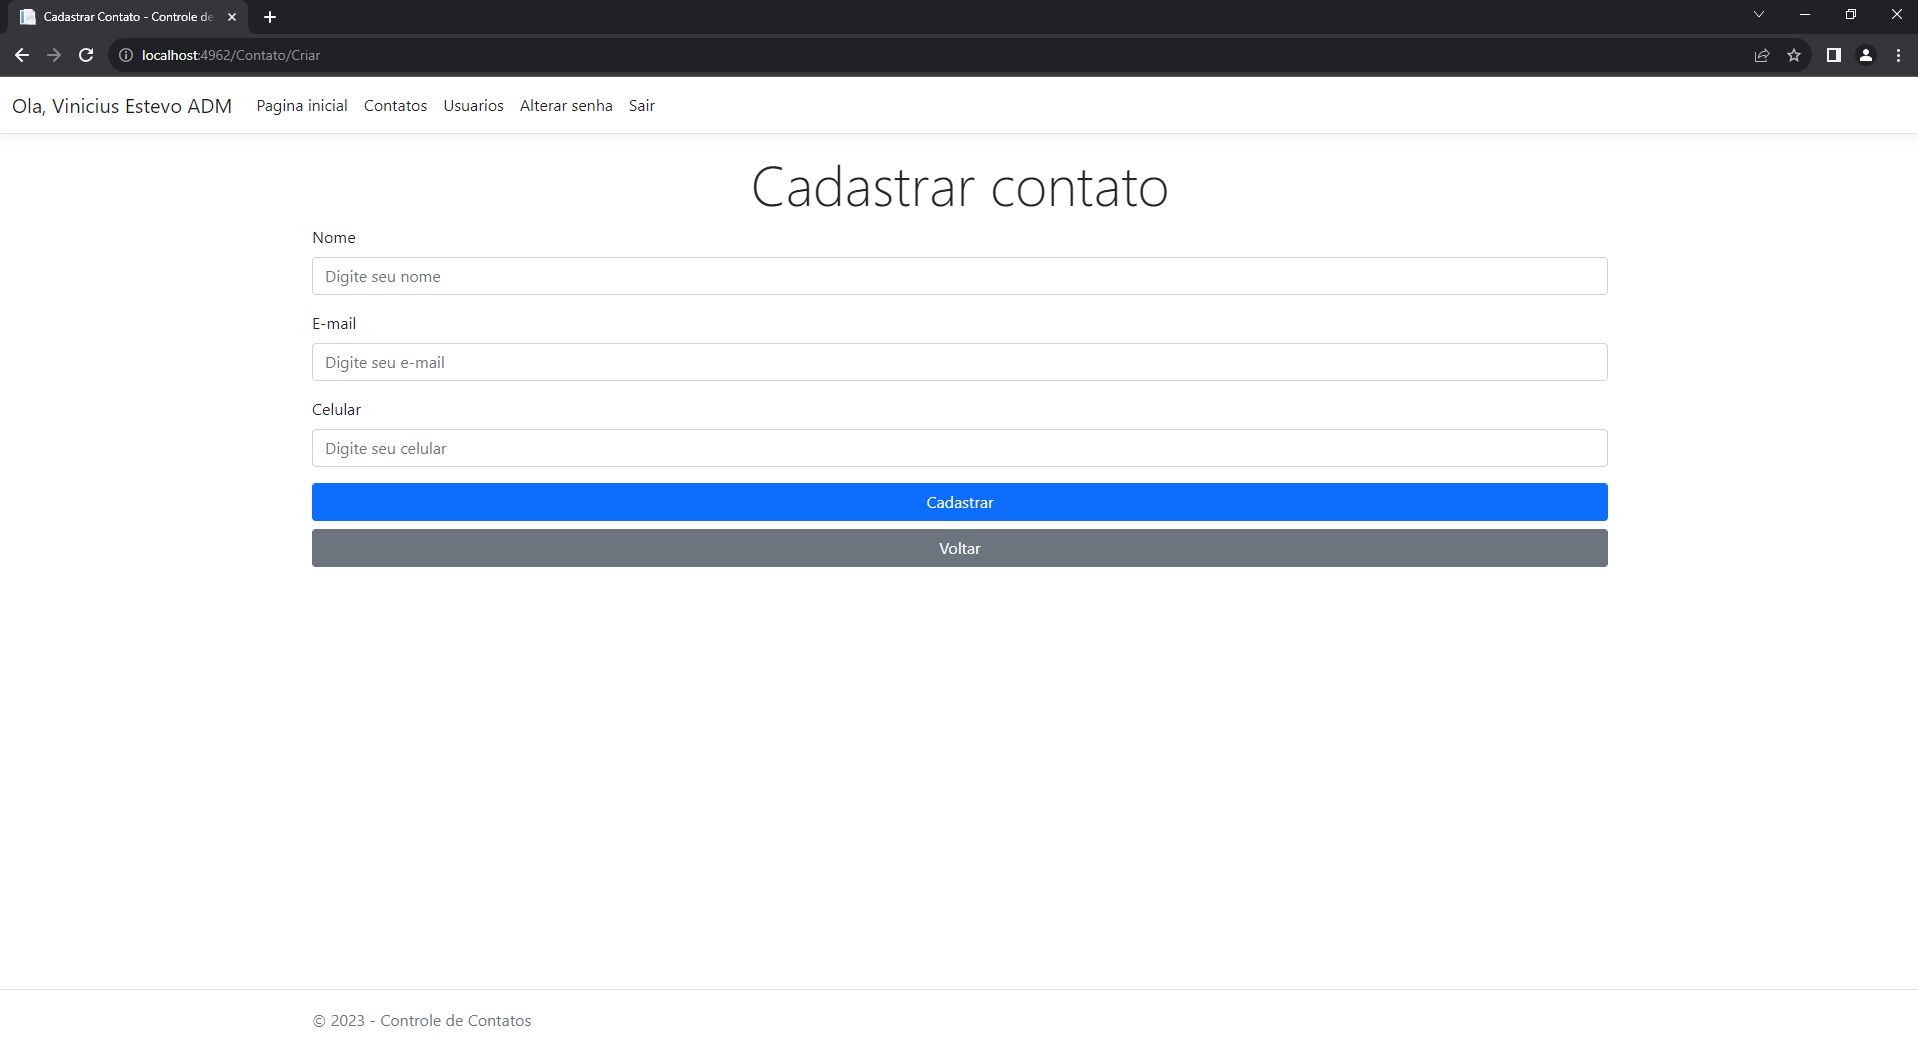 Cadastrar Contato - Controle de
localhost:4962/Contato/Criar
Ola, Vinicius Estevo ADM Pagina inicial Contatos Usuarios Alterar senha Sair
Cadastrar contato
Nome
Digite seu nome
E-mail
Digite seu e-mail
Celular
Digite seu celular
Cadastrar
Voltar
© 2023 - Controle de Contatos